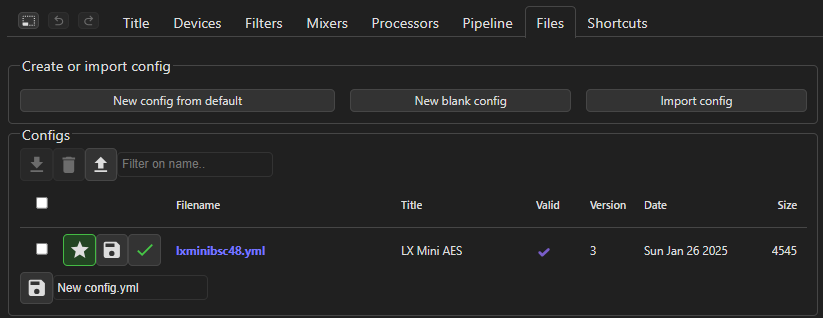 Title Devices Filters Mixers Processors Pipeline Files Shortcuts
Create or import config
New config from default New blank config Import config
Configs
Filter on name..
Filename Title Valid Version Date Size
lxminibsc48.yml LX Mini AES 3 Sun Jan 26 2025 4545
New config.yml